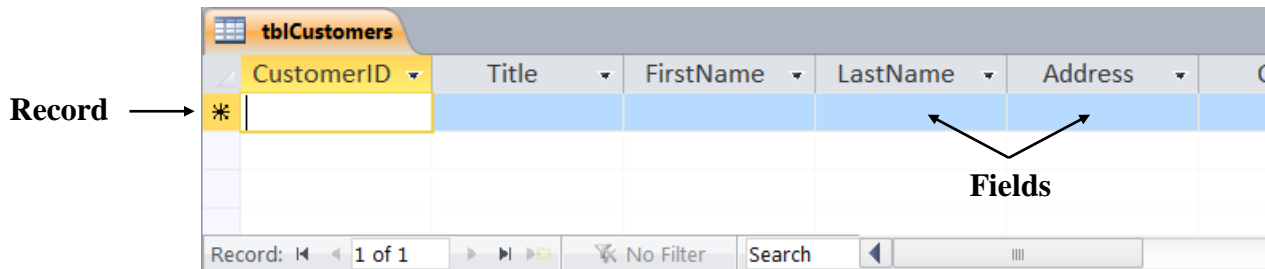 tblCustomers
CustomerID Title FirstName LastName Address
Record
Fields
Record: 1 of 1 No Filter Search